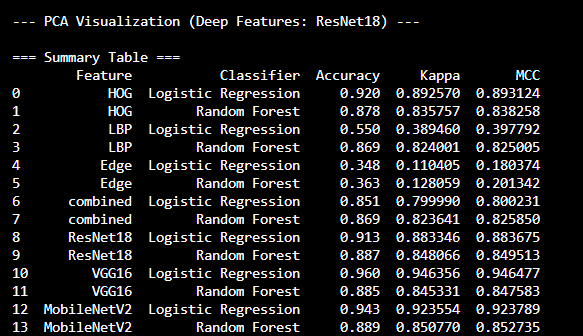 --- PCA Visualization (Deep Features: ResNet18) ---
=== Summary Table ===
Feature Classifier Accuracy Kappa MCC
0 HOG Logistic Regression 0.920 0.892570 0.893124
1 HOG Random Forest 0.878 0.835757 0.838258
2 LBP Logistic Regression 0.550 0.389460 0.397792
3 LBP Random Forest 0.869 0.824001 0.825005
4 Edge Logistic Regression 0.348 0.110405 0.180374
5 Edge Random Forest 0.363 0.128059 0.201342
6 combined Logistic Regression 0.851 0.799990 0.800231
7 combined Random Forest 0.869 0.823641 0.825850
8 ResNet18 Logistic Regression 0.913 0.883346 0.883675
9 ResNet18 Random Forest 0.887 0.848066 0.849513
10 VGG16 Logistic Regression 0.960 0.946356 0.946477
11 VGG16 Random Forest 0.885 0.845331 0.847583
12 MobileNetV2 Logistic Regression 0.943 0.923554 0.923789
13 MobileNetV2 Random Forest 0.889 0.850770 0.852735